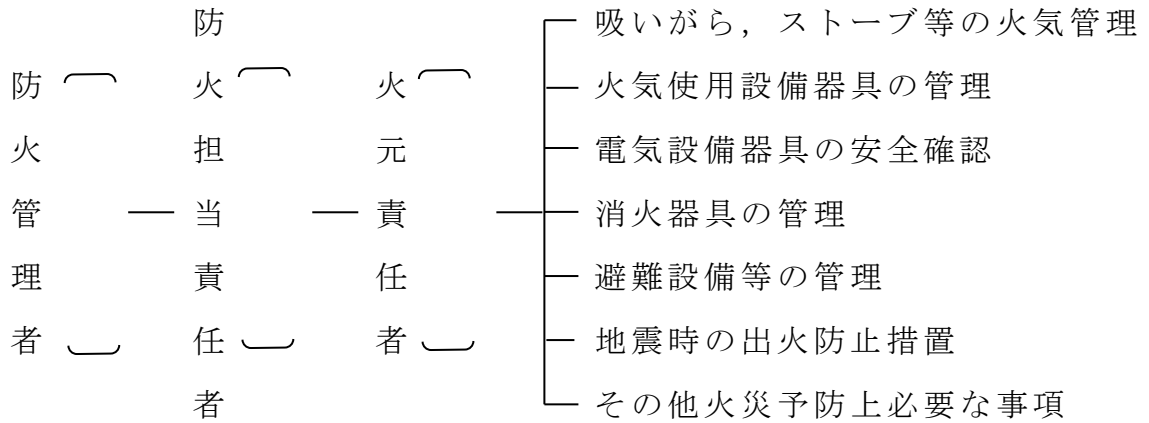 防火管理者（　）
防火担当責任者（　）
火元責任者（　）
吸いがら，ストーブ等の火気管理
火気使用設備器具の管理
電気設備器具の安全確認
消火器具の管理
避難設備等の管理
地震時の出火防止措置
その他火災予防上必要な事項